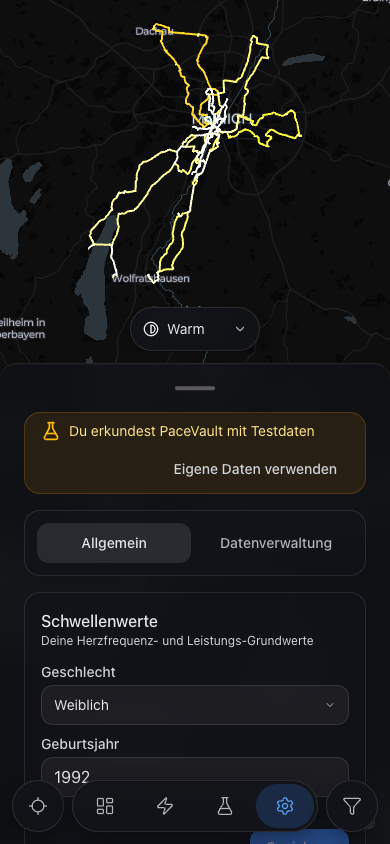 Dachau
MUNICH
Wolfratshausen
eilheim in
berbayern
Warm
Du erkundest PaceVault mit Testdaten
Eigene Daten verwenden
Allgemein
Datenverwaltung
Schwellenwerte
Deine Herzfrequenz- und Leistungs-Grundwerte
Geschlecht
Weiblich
Geburtsjahr
1992